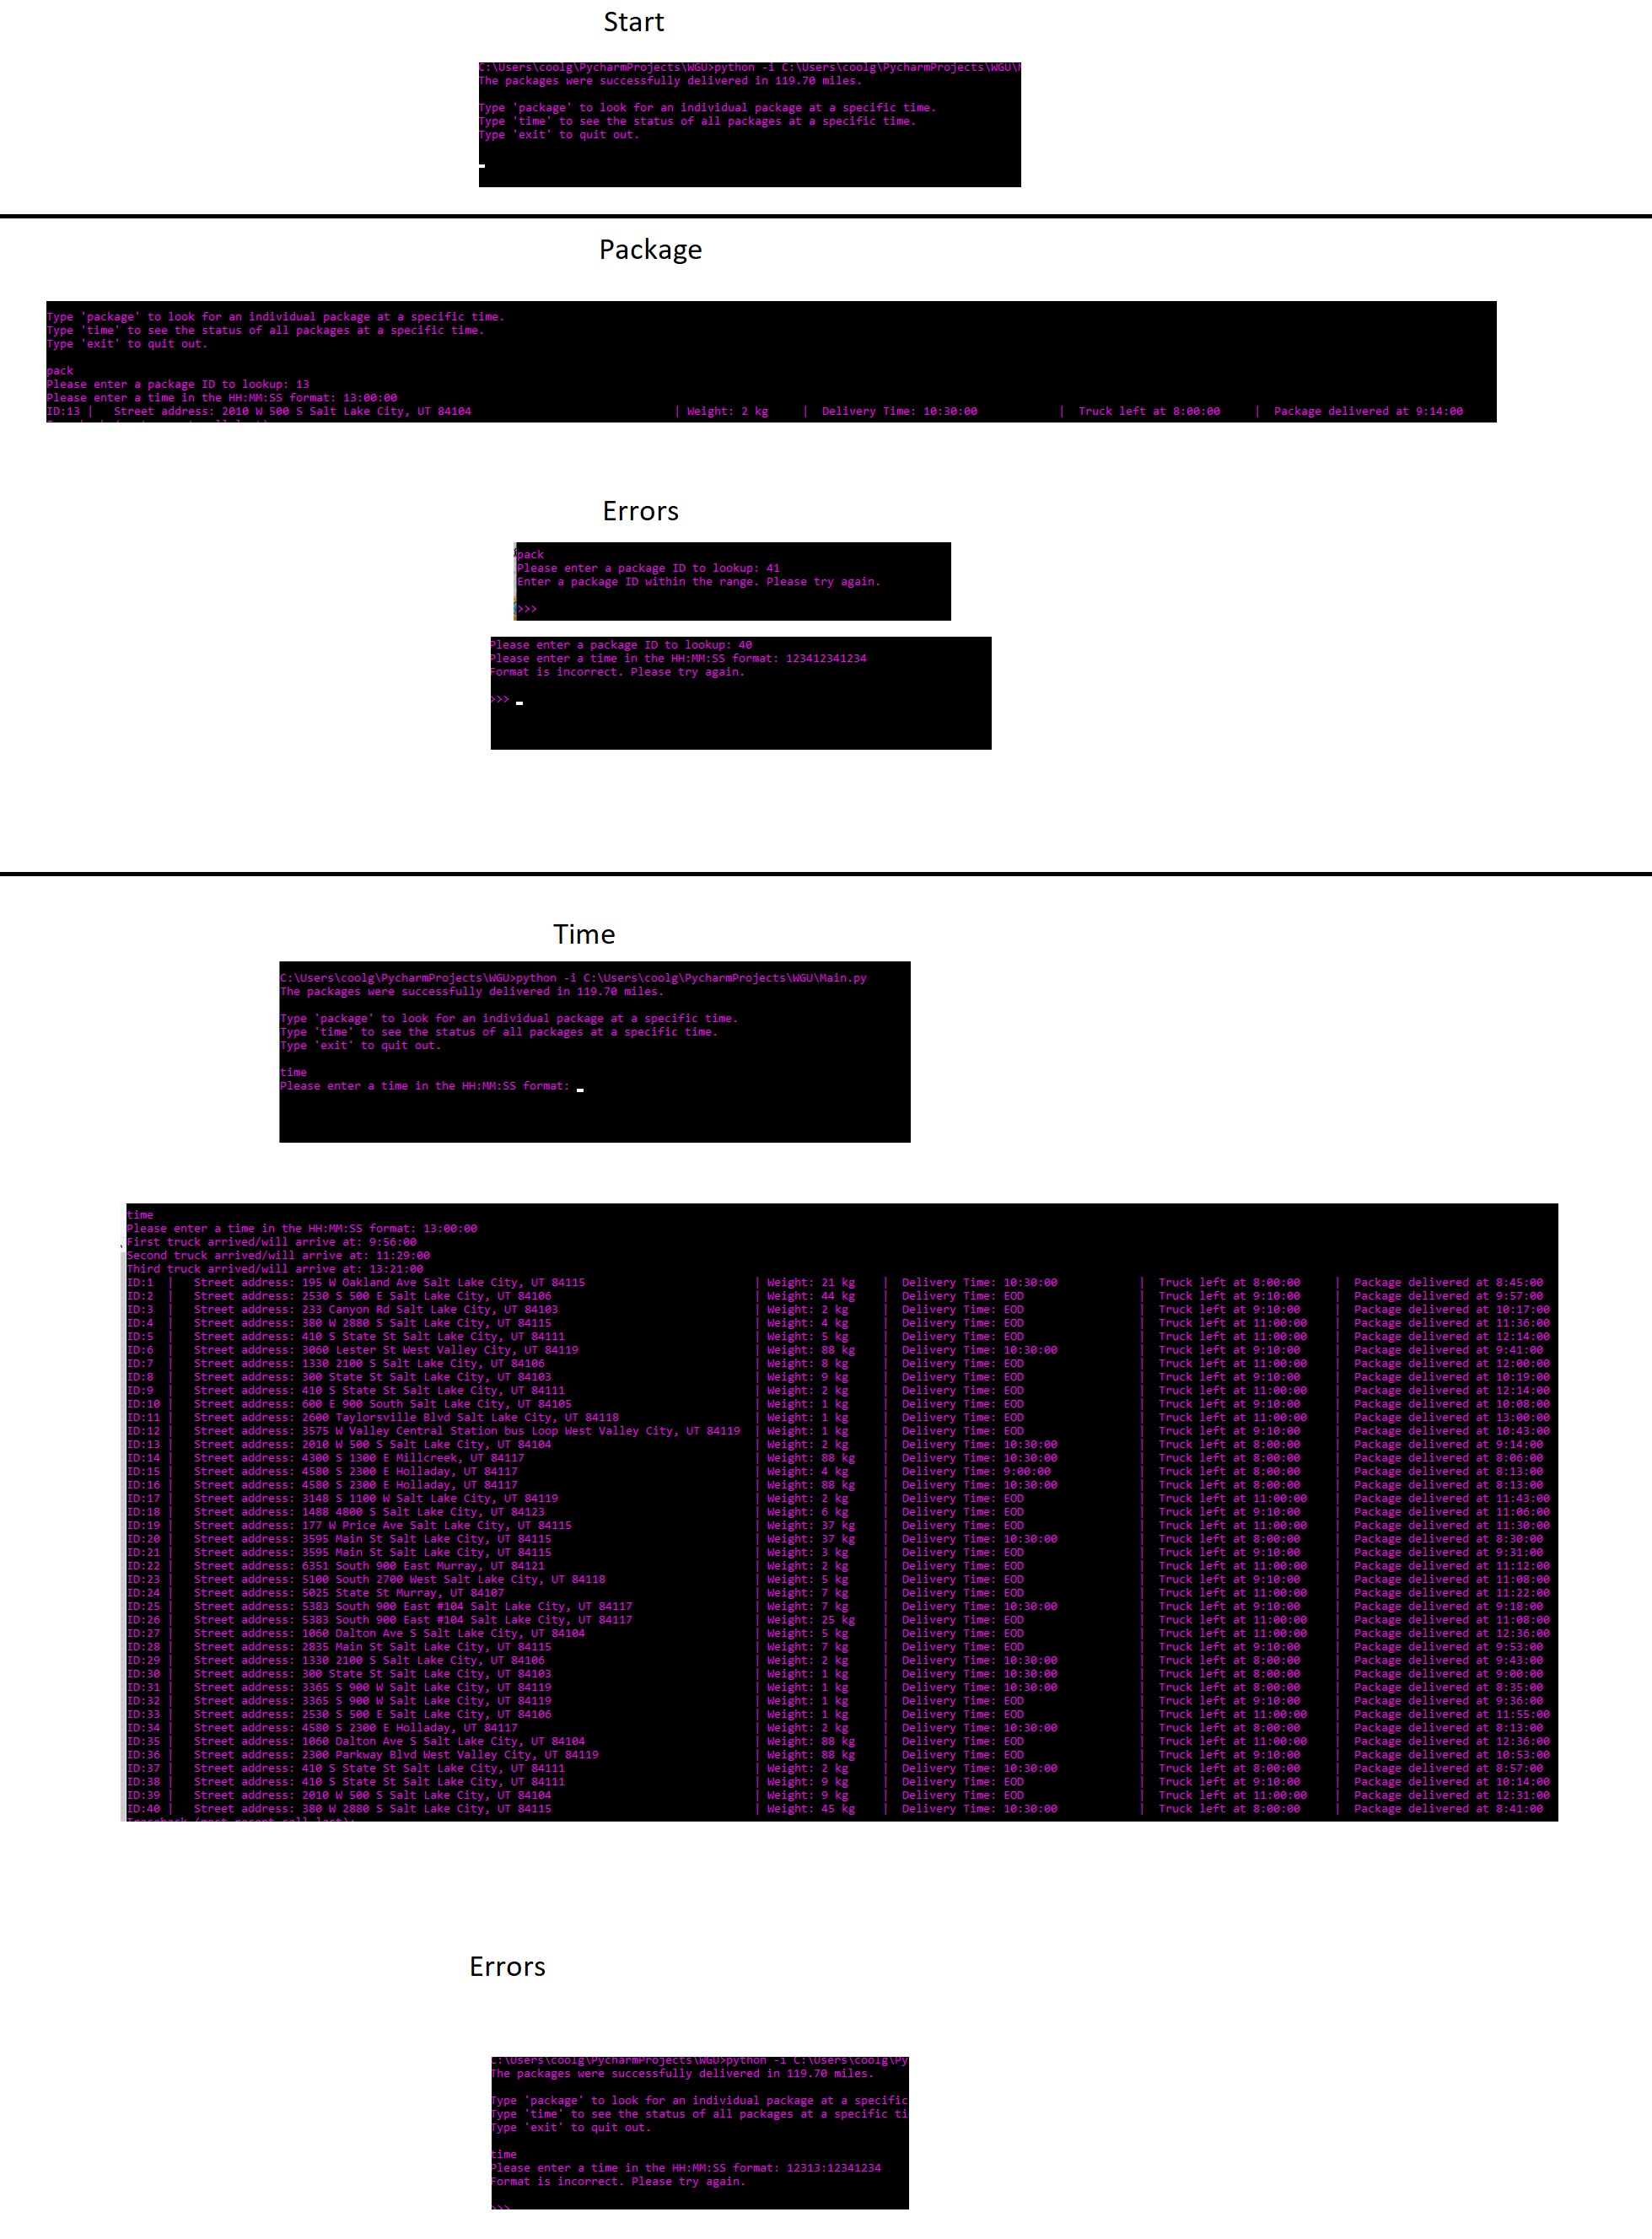 Start
C:\Users\coolg\PycharmProjects\WGU>python -i C:\Users\coolg\PycharmProjects\WGU\
The packages were successfully delivered in 119.70 miles.
Type 'package' to look for an individual package at a specific time.
Type 'time' to see the status of all packages at a specific time.
Type 'exit' to quit out.
Package
Type 'package' to look for an individual package at a specific time.
Type 'time' to see the status of all packages at a specific time.
Type 'exit' to quit out.
pack
Please enter a package ID to lookup: 13
Please enter a time in the HH:MM:SS format: 13:00:00
ID:13 | Street address: 2010 W 500 S Salt Lake City, UT 84104 | Weight: 2 kg | Delivery Time: 10:30:00 | Truck left at 8:00:00 | Package delivered at 9:14:00
Errors
pack
Please enter a package ID to lookup: 41
Enter a package ID within the range. Please try again.
>>>
Please enter a package ID to lookup: 40
Please enter a time in the HH:MM:SS format: 123412341234
Format is incorrect. Please try again.
>>>
Time
C:\Users\coolg\PycharmProjects\WGU>python -i C:\Users\coolg\PycharmProjects\WGU\Main.py
The packages were successfully delivered in 119.70 miles.
Type 'package' to look for an individual package at a specific time.
Type 'time' to see the status of all packages at a specific time.
Type 'exit' to quit out.
time
Please enter a time in the HH:MM:SS format:
time
Please enter a time in the HH:MM:SS format: 13:00:00
First truck arrived/will arrive at: 9:56:00
Second truck arrived/will arrive at: 11:29:00
Third truck arrived/will arrive at: 13:21:00
ID:1 | Street address: 195 W Oakland Ave Salt Lake City, UT 84115 | Weight: 21 kg | Delivery Time: 10:30:00 | Truck left at 8:00:00 | Package delivered at 8:45:00
ID:2 | Street address: 2530 S 500 E Salt Lake City, UT 84106 | Weight: 44 kg | Delivery Time: EOD | Truck left at 9:10:00 | Package delivered at 9:57:00
ID:3 | Street address: 233 Canyon Rd Salt Lake City, UT 84103 | Weight: 2 kg | Delivery Time: EOD | Truck left at 9:10:00 | Package delivered at 10:17:00
ID:4 | Street address: 380 W 2880 S Salt Lake City, UT 84115 | Weight: 4 kg | Delivery Time: EOD | Truck left at 11:00:00 | Package delivered at 11:36:00
ID:5 | Street address: 410 S State St Salt Lake City, UT 84111 | Weight: 5 kg | Delivery Time: EOD | Truck left at 11:00:00 | Package delivered at 12:14:00
ID:6 | Street address: 3060 Lester St West Valley City, UT 84119 | Weight: 88 kg | Delivery Time: 10:30:00 | Truck left at 9:10:00 | Package delivered at 9:41:00
ID:7 | Street address: 1330 2100 S Salt Lake City, UT 84106 | Weight: 8 kg | Delivery Time: EOD | Truck left at 11:00:00 | Package delivered at 12:00:00
ID:8 | Street address: 300 State St Salt Lake City, UT 84103 | Weight: 9 kg | Delivery Time: EOD | Truck left at 9:10:00 | Package delivered at 10:19:00
ID:9 | Street address: 410 S State St Salt Lake City, UT 84111 | Weight: 2 kg | Delivery Time: EOD | Truck left at 11:00:00 | Package delivered at 12:14:00
ID:10 | Street address: 600 E 900 South Salt Lake City, UT 84105 | Weight: 1 kg | Delivery Time: EOD | Truck left at 9:10:00 | Package delivered at 10:08:00
ID:11 | Street address: 2600 Taylorsville Blvd Salt Lake City, UT 84118 | Weight: 1 kg | Delivery Time: EOD | Truck left at 11:00:00 | Package delivered at 13:00:00
ID:12 | Street address: 3575 W Valley Central Station bus Loop West Valley City, UT 84119 | Weight: 1 kg | Delivery Time: EOD | Truck left at 9:10:00 | Package delivered at 10:43:00
ID:13 | Street address: 2010 W 500 S Salt Lake City, UT 84104 | Weight: 2 kg | Delivery Time: 10:30:00 | Truck left at 8:00:00 | Package delivered at 9:14:00
ID:14 | Street address: 4300 S 1300 E Millcreek, UT 84117 | Weight: 88 kg | Delivery Time: 10:30:00 | Truck left at 8:00:00 | Package delivered at 8:06:00
ID:15 | Street address: 4580 S 2300 E Holladay, UT 84117 | Weight: 4 kg | Delivery Time: 9:00:00 | Truck left at 8:00:00 | Package delivered at 8:13:00
ID:16 | Street address: 4580 S 2300 E Holladay, UT 84117 | Weight: 88 kg | Delivery Time: 10:30:00 | Truck left at 8:00:00 | Package delivered at 8:13:00
ID:17 | Street address: 3148 S 1100 W Salt Lake City, UT 84119 | Weight: 2 kg | Delivery Time: EOD | Truck left at 11:00:00 | Package delivered at 11:43:00
ID:18 | Street address: 1488 4800 S Salt Lake City, UT 84123 | Weight: 6 kg | Delivery Time: EOD | Truck left at 9:10:00 | Package delivered at 11:06:00
ID:19 | Street address: 177 W Price Ave Salt Lake City, UT 84115 | Weight: 37 kg | Delivery Time: EOD | Truck left at 11:00:00 | Package delivered at 11:30:00
ID:20 | Street address: 3595 Main St Salt Lake City, UT 84115 | Weight: 37 kg | Delivery Time: 10:30:00 | Truck left at 8:00:00 | Package delivered at 8:30:00
ID:21 | Street address: 3595 Main St Salt Lake City, UT 84115 | Weight: 3 kg | Delivery Time: EOD | Truck left at 9:10:00 | Package delivered at 9:31:00
ID:22 | Street address: 6351 South 900 East Murray, UT 84121 | Weight: 2 kg | Delivery Time: EOD | Truck left at 11:00:00 | Package delivered at 11:12:00
ID:23 | Street address: 5100 South 2700 West Salt Lake City, UT 84118 | Weight: 5 kg | Delivery Time: EOD | Truck left at 9:10:00 | Package delivered at 11:08:00
ID:24 | Street address: 5025 State St Murray, UT 84107 | Weight: 7 kg | Delivery Time: EOD | Truck left at 11:00:00 | Package delivered at 11:22:00
ID:25 | Street address: 5383 South 900 East #104 Salt Lake City, UT 84117 | Weight: 7 kg | Delivery Time: 10:30:00 | Truck left at 9:10:00 | Package delivered at 9:18:00
ID:26 | Street address: 5383 South 900 East #104 Salt Lake City, UT 84117 | Weight: 25 kg | Delivery Time: EOD | Truck left at 11:00:00 | Package delivered at 11:08:00
ID:27 | Street address: 1060 Dalton Ave S Salt Lake City, UT 84104 | Weight: 5 kg | Delivery Time: EOD | Truck left at 11:00:00 | Package delivered at 12:36:00
ID:28 | Street address: 2835 Main St Salt Lake City, UT 84115 | Weight: 7 kg | Delivery Time: EOD | Truck left at 9:10:00 | Package delivered at 9:53:00
ID:29 | Street address: 1330 2100 S Salt Lake City, UT 84106 | Weight: 2 kg | Delivery Time: 10:30:00 | Truck left at 8:00:00 | Package delivered at 9:43:00
ID:30 | Street address: 300 State St Salt Lake City, UT 84103 | Weight: 1 kg | Delivery Time: 10:30:00 | Truck left at 8:00:00 | Package delivered at 9:00:00
ID:31 | Street address: 3365 S 900 W Salt Lake City, UT 84119 | Weight: 1 kg | Delivery Time: 10:30:00 | Truck left at 8:00:00 | Package delivered at 8:35:00
ID:32 | Street address: 3365 S 900 W Salt Lake City, UT 84119 | Weight: 1 kg | Delivery Time: EOD | Truck left at 9:10:00 | Package delivered at 9:36:00
ID:33 | Street address: 2530 S 500 E Salt Lake City, UT 84106 | Weight: 1 kg | Delivery Time: EOD | Truck left at 11:00:00 | Package delivered at 11:55:00
ID:34 | Street address: 4580 S 2300 E Holladay, UT 84117 | Weight: 2 kg | Delivery Time: 10:30:00 | Truck left at 8:00:00 | Package delivered at 8:13:00
ID:35 | Street address: 1060 Dalton Ave S Salt Lake City, UT 84104 | Weight: 88 kg | Delivery Time: EOD | Truck left at 11:00:00 | Package delivered at 12:36:00
ID:36 | Street address: 2300 Parkway Blvd West Valley City, UT 84119 | Weight: 88 kg | Delivery Time: EOD | Truck left at 9:10:00 | Package delivered at 10:53:00
ID:37 | Street address: 410 S State St Salt Lake City, UT 84111 | Weight: 2 kg | Delivery Time: 10:30:00 | Truck left at 8:00:00 | Package delivered at 8:57:00
ID:38 | Street address: 410 S State St Salt Lake City, UT 84111 | Weight: 9 kg | Delivery Time: EOD | Truck left at 9:10:00 | Package delivered at 10:14:00
ID:39 | Street address: 2010 W 500 S Salt Lake City, UT 84104 | Weight: 9 kg | Delivery Time: EOD | Truck left at 11:00:00 | Package delivered at 12:31:00
ID:40 | Street address: 380 W 2880 S Salt Lake City, UT 84115 | Weight: 45 kg | Delivery Time: 10:30:00 | Truck left at 8:00:00 | Package delivered at 8:41:00
Errors
C:\Users\coolg\PycharmProjects\WGU>python -i C:\Users\coolg\Py
The packages were successfully delivered in 119.70 miles.
Type 'package' to look for an individual package at a specific
Type 'time' to see the status of all packages at a specific ti
Type 'exit' to quit out.
time
Please enter a time in the HH:MM:SS format: 12313:12341234
Format is incorrect. Please try again.
>>>